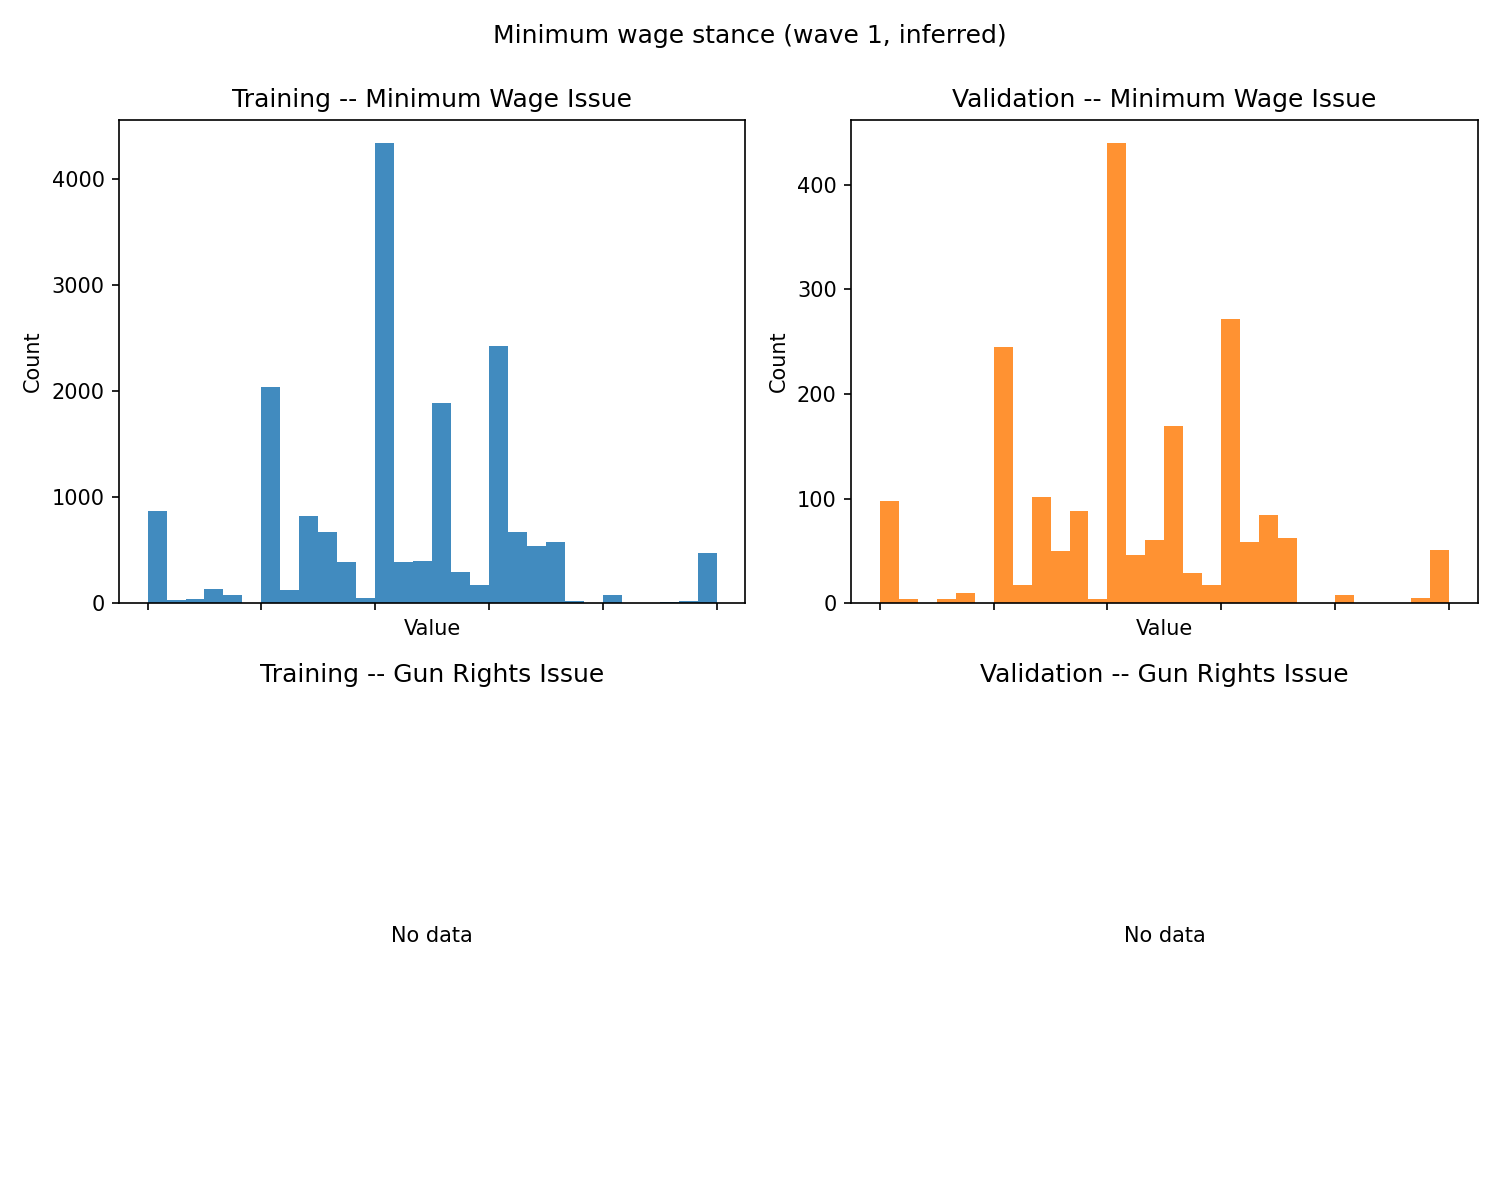 Minimum wage stance (wave 1, inferred)
Training -- Minimum Wage Issue
Validation -- Minimum Wage Issue
4000
3000
2000
1000
0
Count
Value
400
300
200
100
0
Count
Value
Training -- Gun Rights Issue
Validation -- Gun Rights Issue
No data
No data